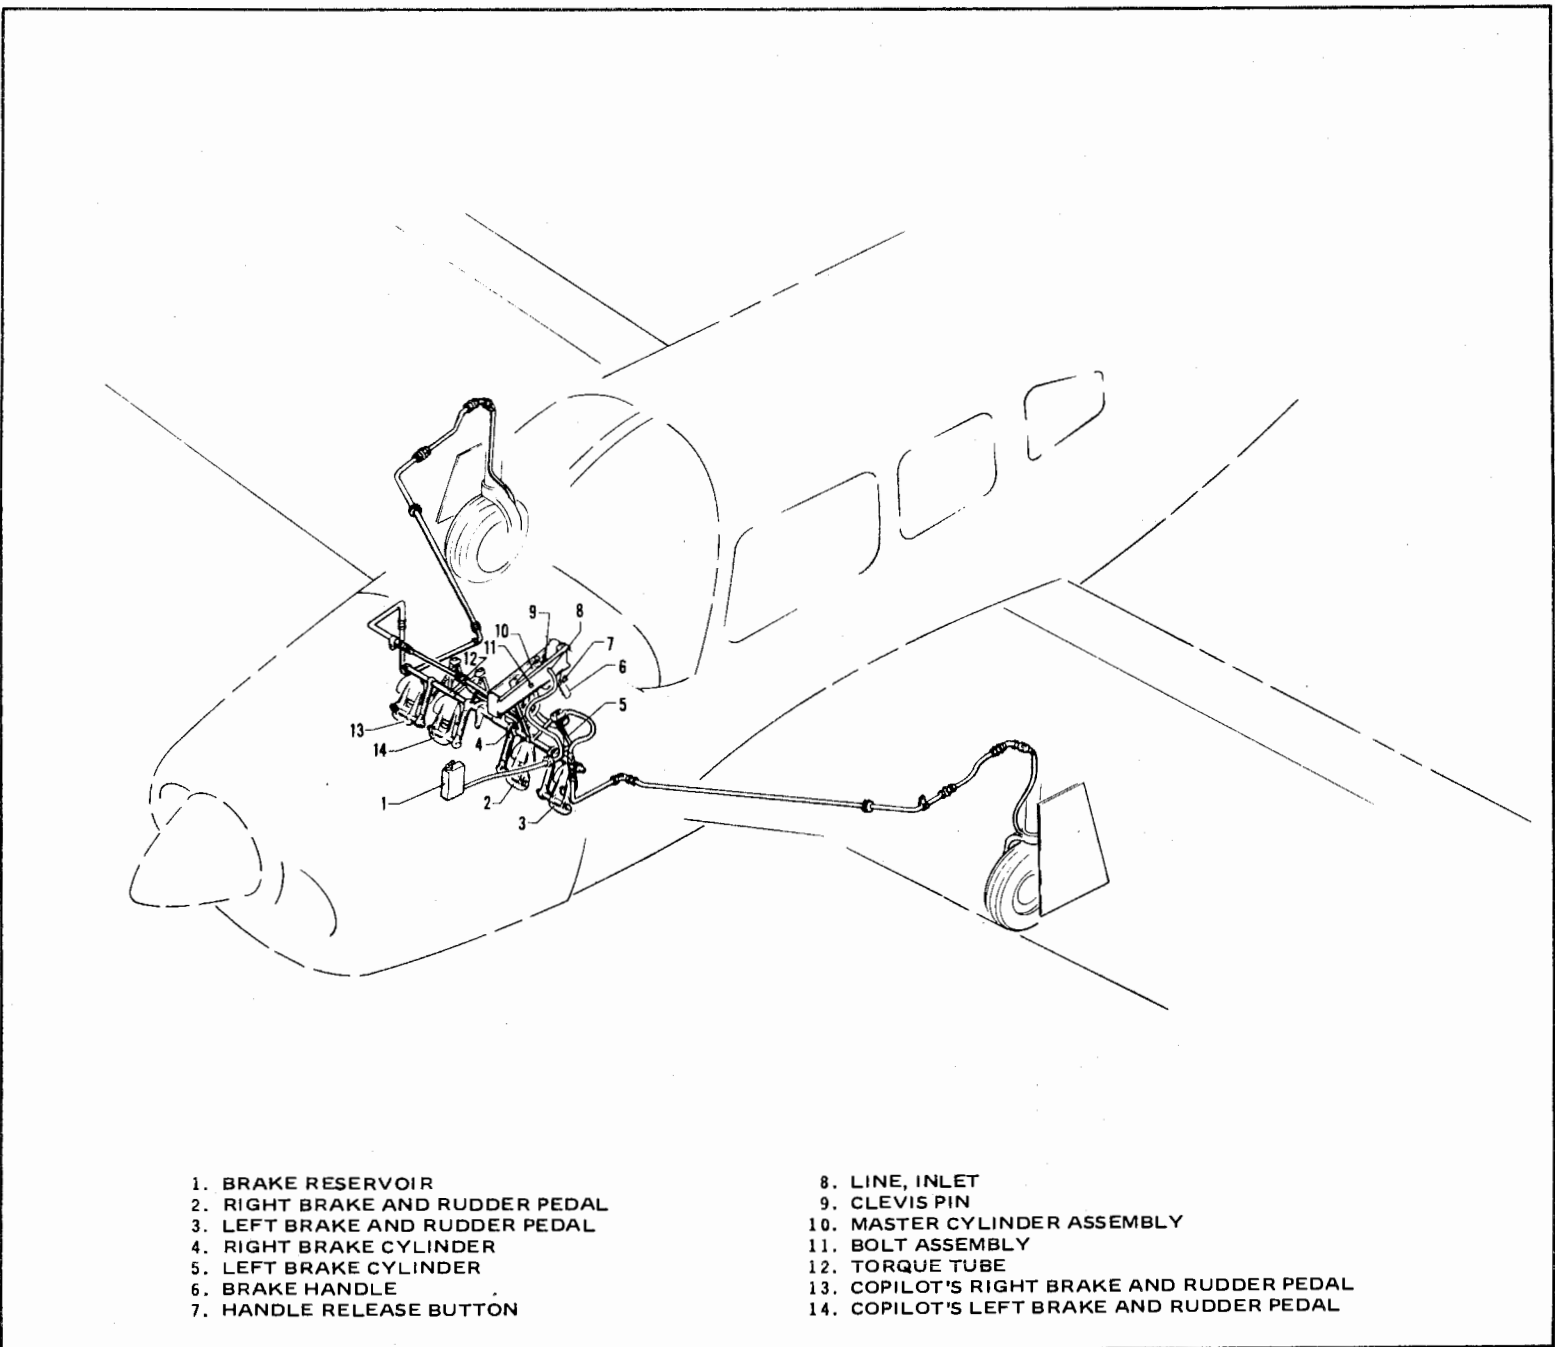 9
8
10
7
11
12
6
5
13
4
14
1
2
3
1. BRAKE RESERVOIR
2. RIGHT BRAKE AND RUDDER PEDAL
3. LEFT BRAKE AND RUDDER PEDAL
4. RIGHT BRAKE CYLINDER
5. LEFT BRAKE CYLINDER
6. BRAKE HANDLE
7. HANDLE RELEASE BUTTON
8. LINE, INLET
9. CLEVIS PIN
10. MASTER CYLINDER ASSEMBLY
11. BOLT ASSEMBLY
12. TORQUE TUBE
13. COPILOT'S RIGHT BRAKE AND RUDDER PEDAL
14. COPILOT'S LEFT BRAKE AND RUDDER PEDAL